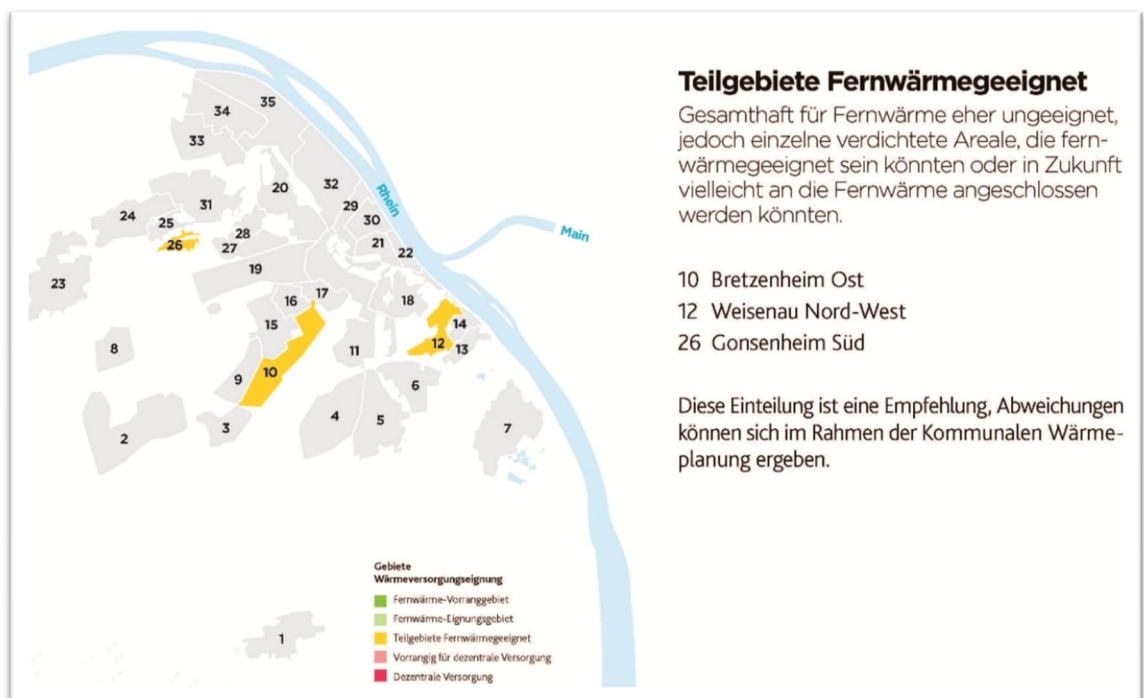 Teilgebiete Fernwärmegeeignet
Gesamthaft für Fernwärme eher ungeeignet,
jedoch einzelne verdichtete Areale, die fern-
wärmegeeignet sein könnten oder in Zukunft
vielleicht an die Fernwärme angeschlossen
werden könnten.
10 Bretzenheim Ost
12 Weisenau Nord-West
26 Gonsenheim Süd
Diese Einteilung ist eine Empfehlung, Abweichungen
können sich im Rahmen der Kommunalen Wärme-
planung ergeben.
35
34
33
32
20
31
29
24
30
25
28
26
27
21
22
Rhein
Main
19
23
17
16
18
15
14
12
13
11
8
10
9
6
4
5
3
7
2
1
Gebiete
Wärmeversorgungseignung
Fernwärme-Vorranggebiet
Fernwärme-Eignungsgebiet
Teilgebiete Fernwärmegeeignet
Vorrangig für dezentrale Versorgung
Dezentrale Versorgung